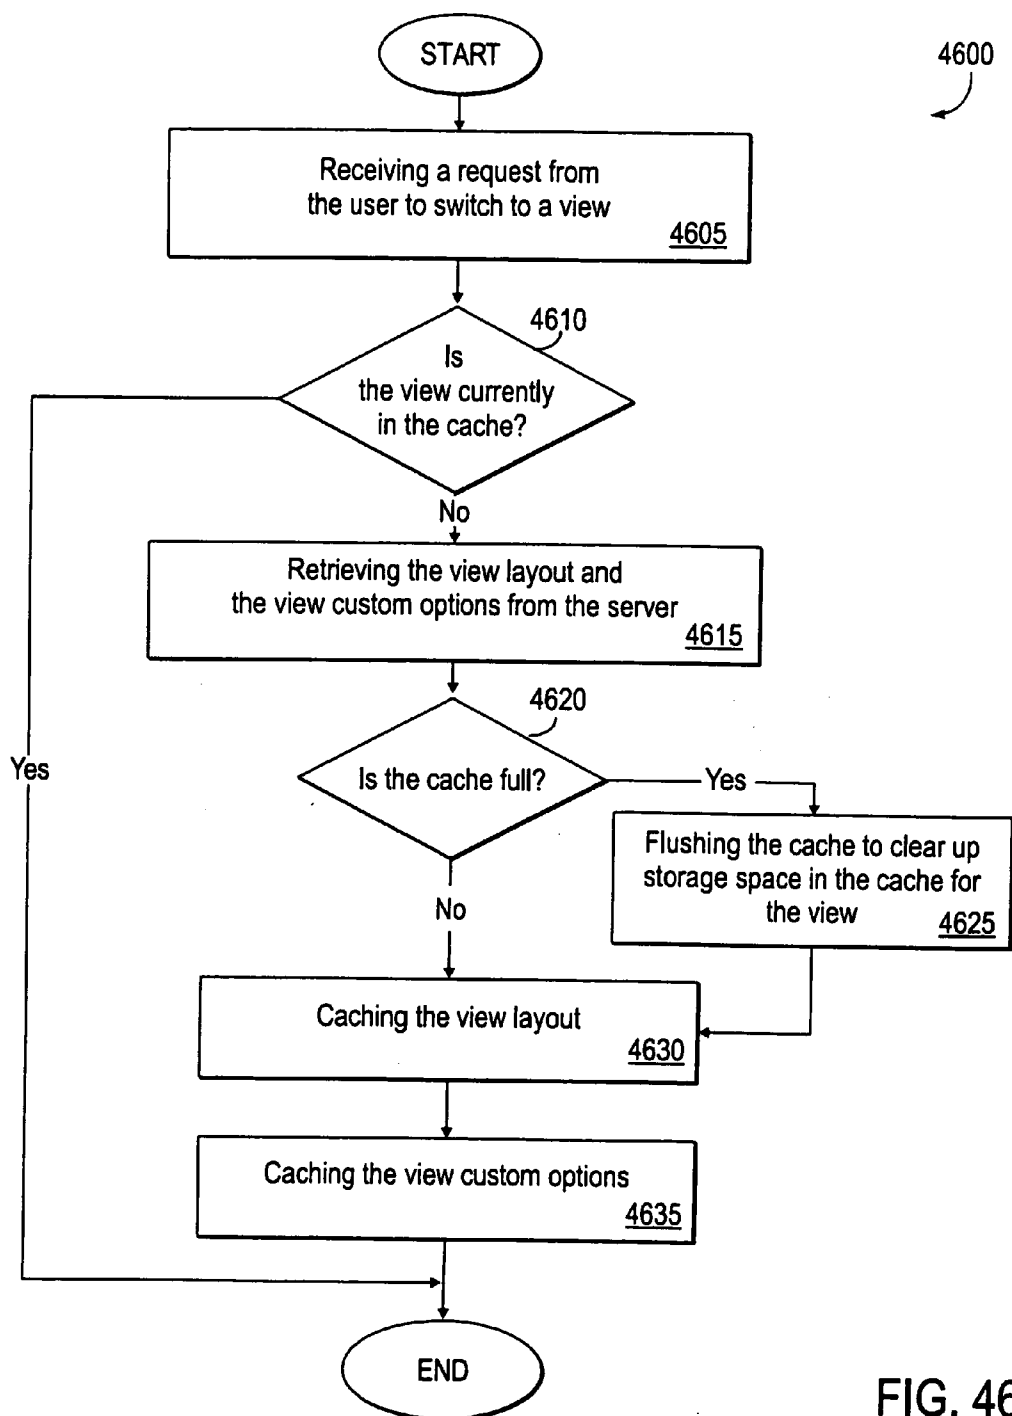 START
4600
Receiving a request from
the user to switch to a view
4605
4610
Is
the view currently
in the cache?
No
Retrieving the view layout and
the view custom options from the server
4615
4620
Yes
Is the cache full?
Yes
Flushing the cache to clear up
storage space in the cache for
the view
4625
No
Caching the view layout
4630
Caching the view custom options
4635
END
FIG. 46